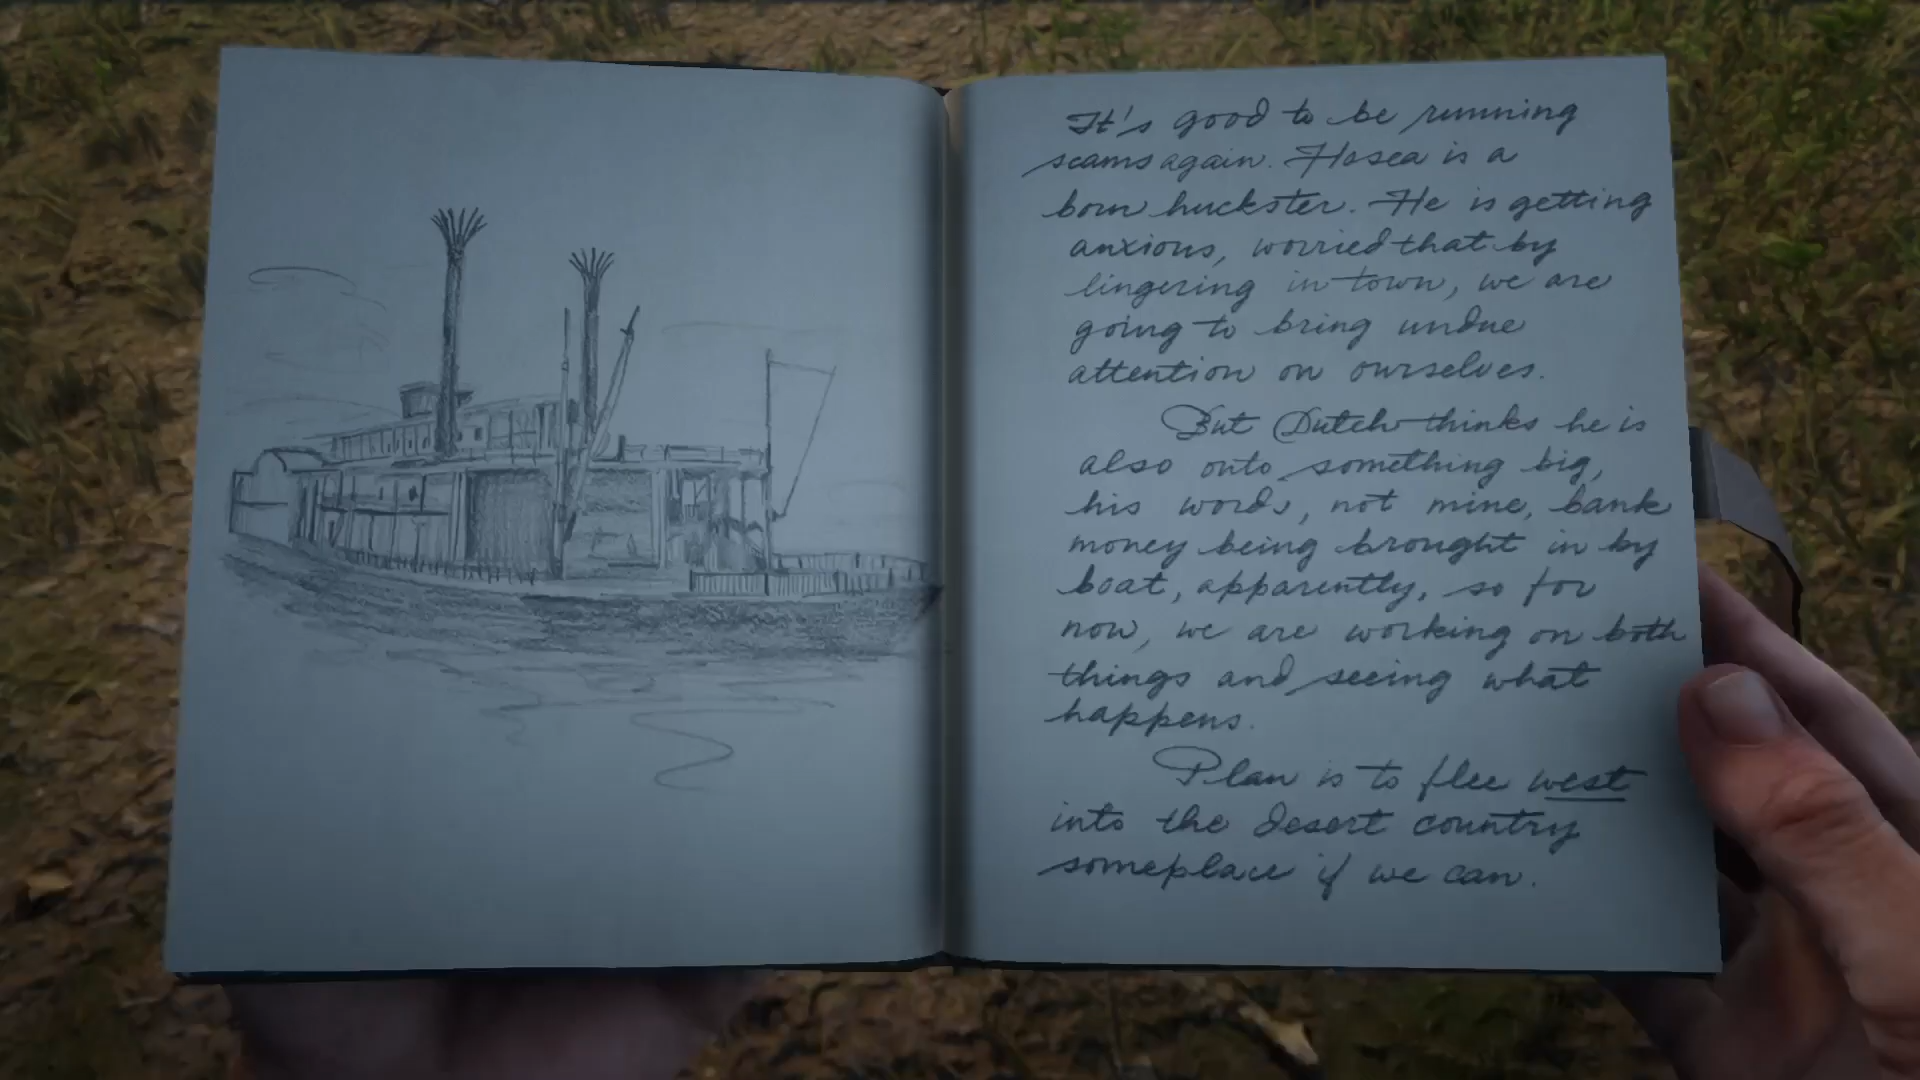 It's good to be running
scams again. Hosea is a
born huckster. He is getting
anxious, worried that by
lingering in town, we are
going to bring undue
attention on ourselves.
But Dutch thinks he is
also onto something big,
his words, not mine, bank
money being brought in by
boat, apparently, so for
now, we are working on both
things and seeing what
happens.
Plan is to flee west
into the desert country
someplace if we can.